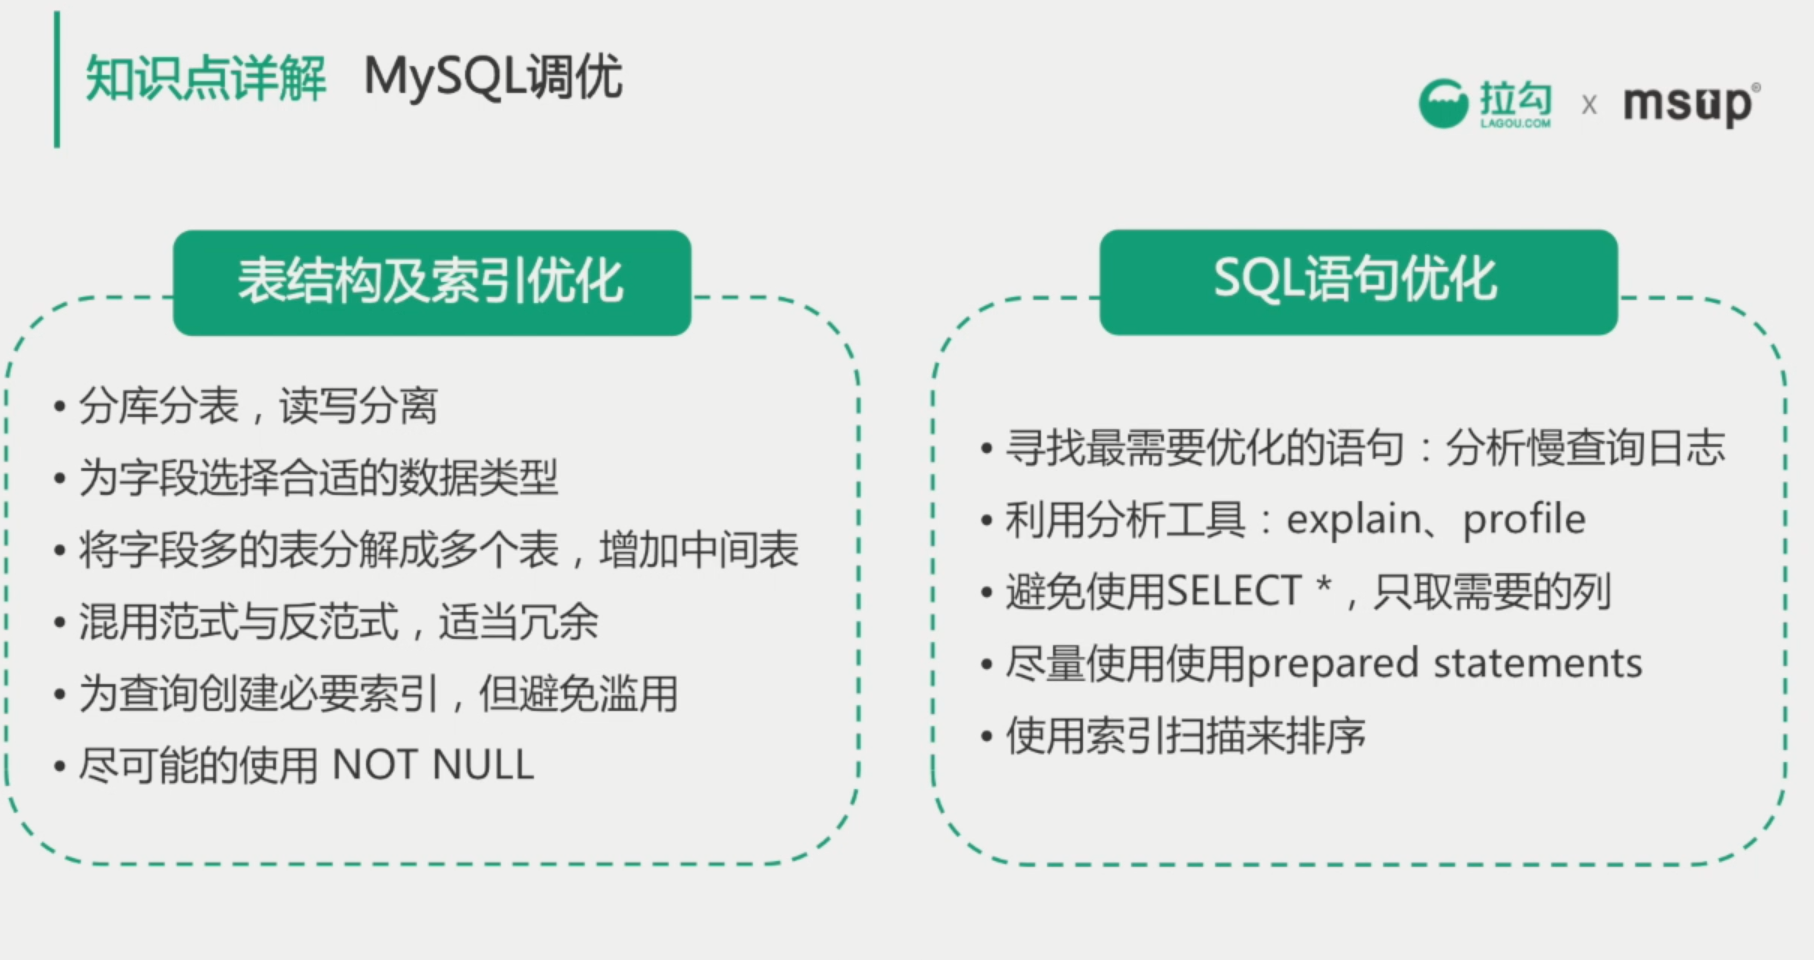 知识点详解 MySQL调优
拉勾 x msup®
LAGOU.COM
表结构及索引优化
• 分库分表，读写分离
• 为字段选择合适的数据类型
• 将字段多的表分解成多个表，增加中间表
• 混用范式与反范式，适当冗余
• 为查询创建必要索引，但避免滥用
• 尽可能的使用 NOT NULL
SQL语句优化
• 寻找最需要优化的语句：分析慢查询日志
• 利用分析工具：explain、profile
• 避免使用SELECT *，只取需要的列
• 尽量使用使用prepared statements
• 使用索引扫描来排序